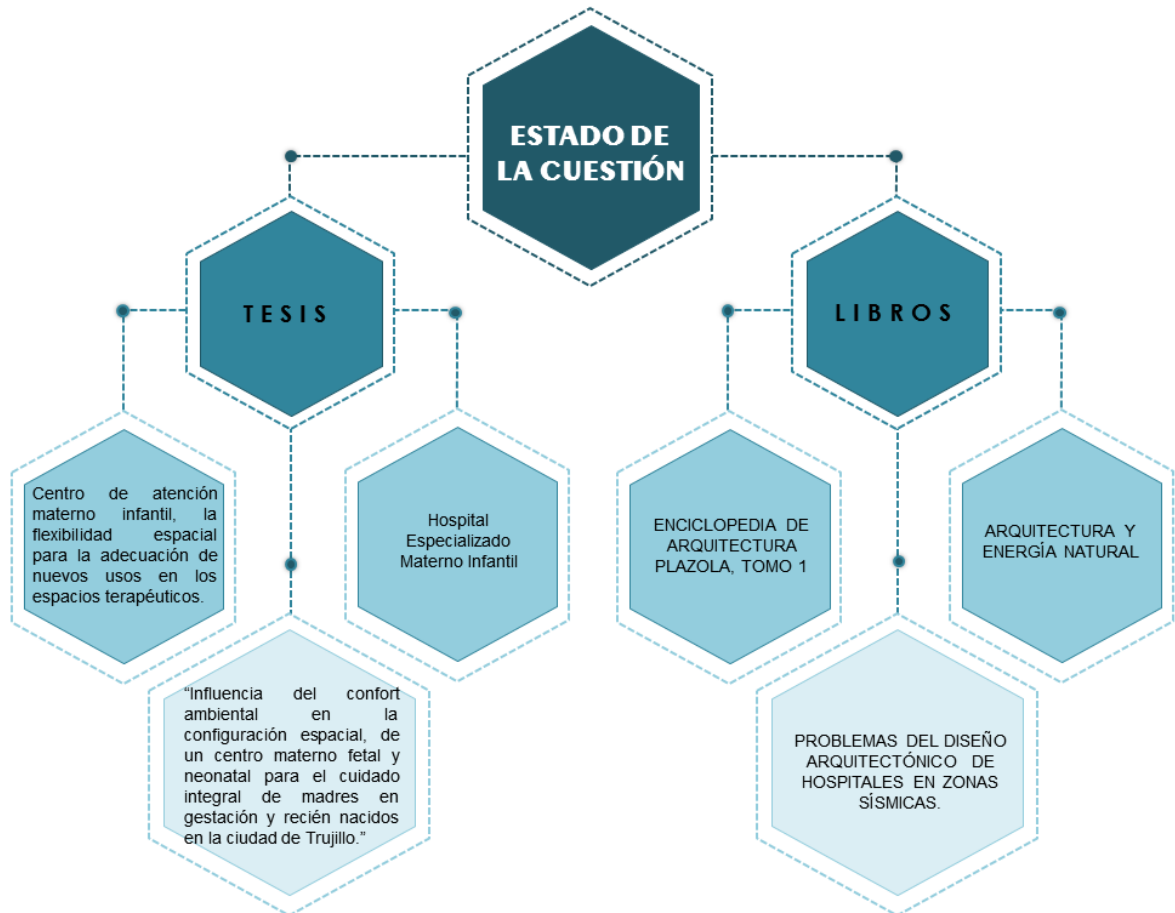 ESTADO DE
LA CUESTIÓN
TESIS
LIBROS
Centro de atención
materno infantil, la
flexibilidad espacial
para la adecuación de
nuevos usos en los
espacios terapéuticos.
Hospital
Especializado
Materno Infantil
“Influencia del confort
ambiental en la
configuración espacial, de
un centro materno fetal y
neonatal para el cuidado
integral de madres en
gestación y recién nacidos
en la ciudad de Trujillo.”
ENCICLOPEDIA DE
ARQUITECTURA
PLAZOLA, TOMO 1
ARQUITECTURA Y
ENERGÍA NATURAL
PROBLEMAS DEL DISEÑO
ARQUITECTÓNICO DE
HOSPITALES EN ZONAS
SÍSMICAS.